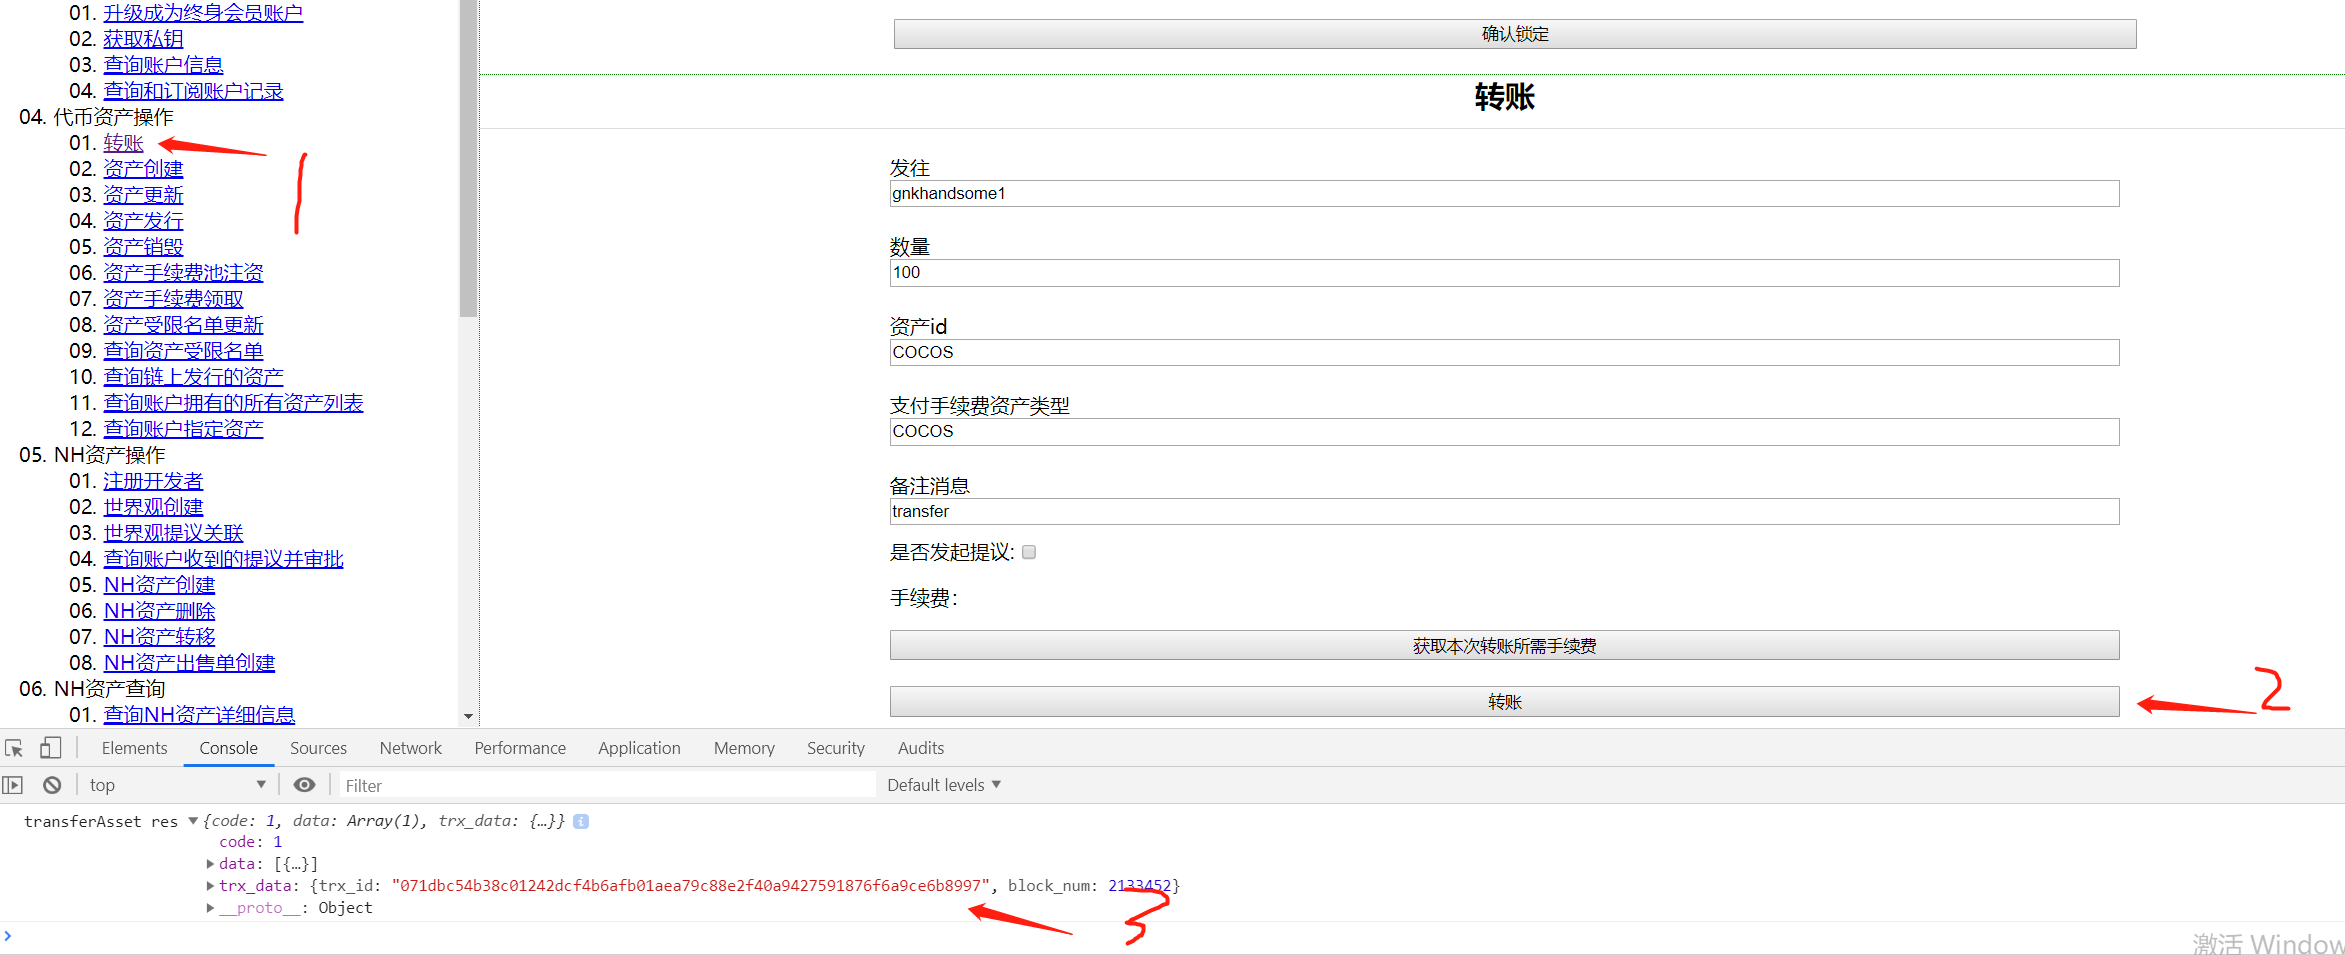 01. 升级成为终身会员账户
02. 获取私钥
03. 查询账户信息
04. 查询和订阅账户记录
04. 代币资产操作
01. 转账
02. 资产创建
03. 资产更新
04. 资产发行
05. 资产销毁
06. 资产手续费池注资
07. 资产手续费领取
08. 资产受限名单更新
09. 查询资产受限名单
10. 查询链上发行的资产
11. 查询账户拥有的所有资产列表
12. 查询账户指定资产
05. NH资产操作
01. 注册开发者
02. 世界观创建
03. 世界观提议关联
04. 查询账户收到的提议并审批
05. NH资产创建
06. NH资产删除
07. NH资产转移
08. NH资产出售单创建
06. NH资产查询
01. 查询NH资产详细信息
1
确认锁定
转账
发往
gnkhandsome1
数量
100
资产id
COCOS
支付手续费资产类型
COCOS
备注消息
transfer
是否发起提议:
手续费：
获取本次转账所需手续费
转账
2
Elements Console Sources Network Performance Application Memory Security Audits
top Filter Default levels
transferAsset res {code: 1, data: Array(1), trx_data: {…}}
code: 1
data: [{…}]
trx_data: {trx_id: "071dbc54b38c01242dcf4b6afb01aea79c88e2f40a9427591876f6a9ce6b8997", block_num: 2133452}
__proto__: Object
3
激活 Window